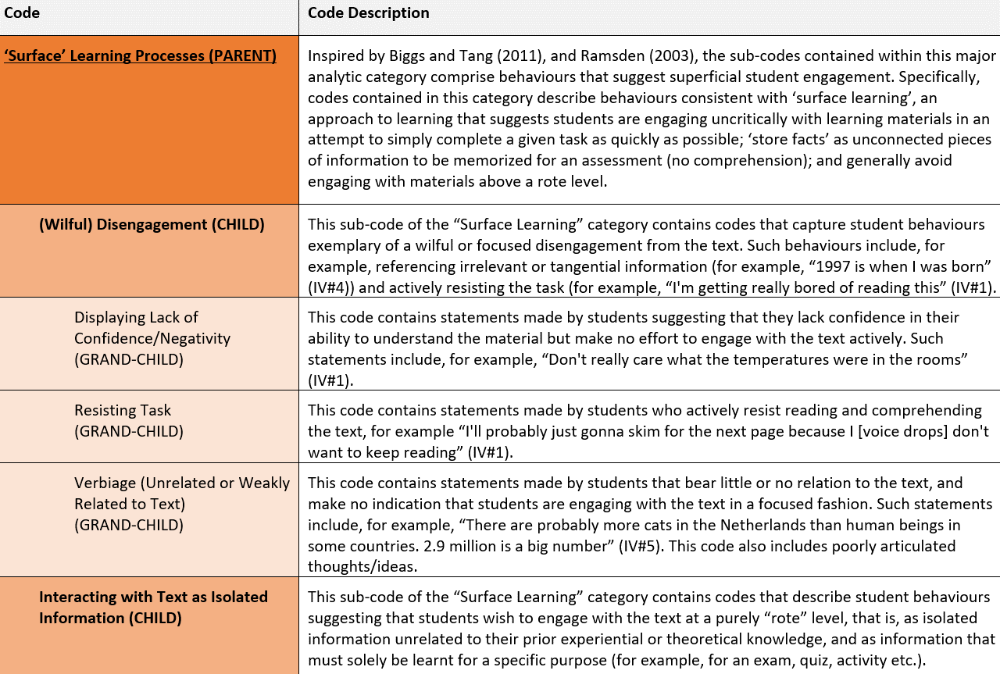 Code
Code Description
‘Surface’ Learning Processes (PARENT)
Inspired by Biggs and Tang (2011), and Ramsden (2003), the sub-codes contained within this major
analytic category comprise behaviours that suggest superficial student engagement. Specifically,
codes contained in this category describe behaviours consistent with ‘surface learning’, an
approach to learning that suggests students are engaging uncritically with learning materials in an
attempt to simply complete a given task as quickly as possible; ‘store facts’ as unconnected pieces
of information to be memorized for an assessment (no comprehension); and generally avoid
engaging with materials above a rote level.
(Wilful) Disengagement (CHILD)
This sub-code of the “Surface Learning” category contains codes that capture student behaviours
exemplary of a wilful or focused disengagement from the text. Such behaviours include, for
example, referencing irrelevant or tangential information (for example, “1997 is when I was born”
(IV#4)) and actively resisting the task (for example, “I'm getting really bored of reading this” (IV#1).
Displaying Lack of
Confidence/Negativity
(GRAND-CHILD)
This code contains statements made by students suggesting that they lack confidence in their
ability to understand the material but make no effort to engage with the text actively. Such
statements include, for example, “Don't really care what the temperatures were in the rooms”
(IV#1).
Resisting Task
(GRAND-CHILD)
This code contains statements made by students who actively resist reading and comprehending
the text, for example “I'll probably just gonna skim for the next page because I [voice drops] don't
want to keep reading” (IV#1).
Verbiage (Unrelated or Weakly
Related to Text)
(GRAND-CHILD)
This code contains statements made by students that bear little or no relation to the text, and
make no indication that students are engaging with the text in a focused fashion. Such statements
include, for example, “There are probably more cats in the Netherlands than human beings in
some countries. 2.9 million is a big number” (IV#5). This code also includes poorly articulated
thoughts/ideas.
Interacting with Text as Isolated
Information (CHILD)
This sub-code of the “Surface Learning” category contains codes that describe student behaviours
suggesting that students wish to engage with the text at a purely “rote” level, that is, as isolated
information unrelated to their prior experiential or theoretical knowledge, and as information that
must solely be learnt for a specific purpose (for example, for an exam, quiz, activity etc.).